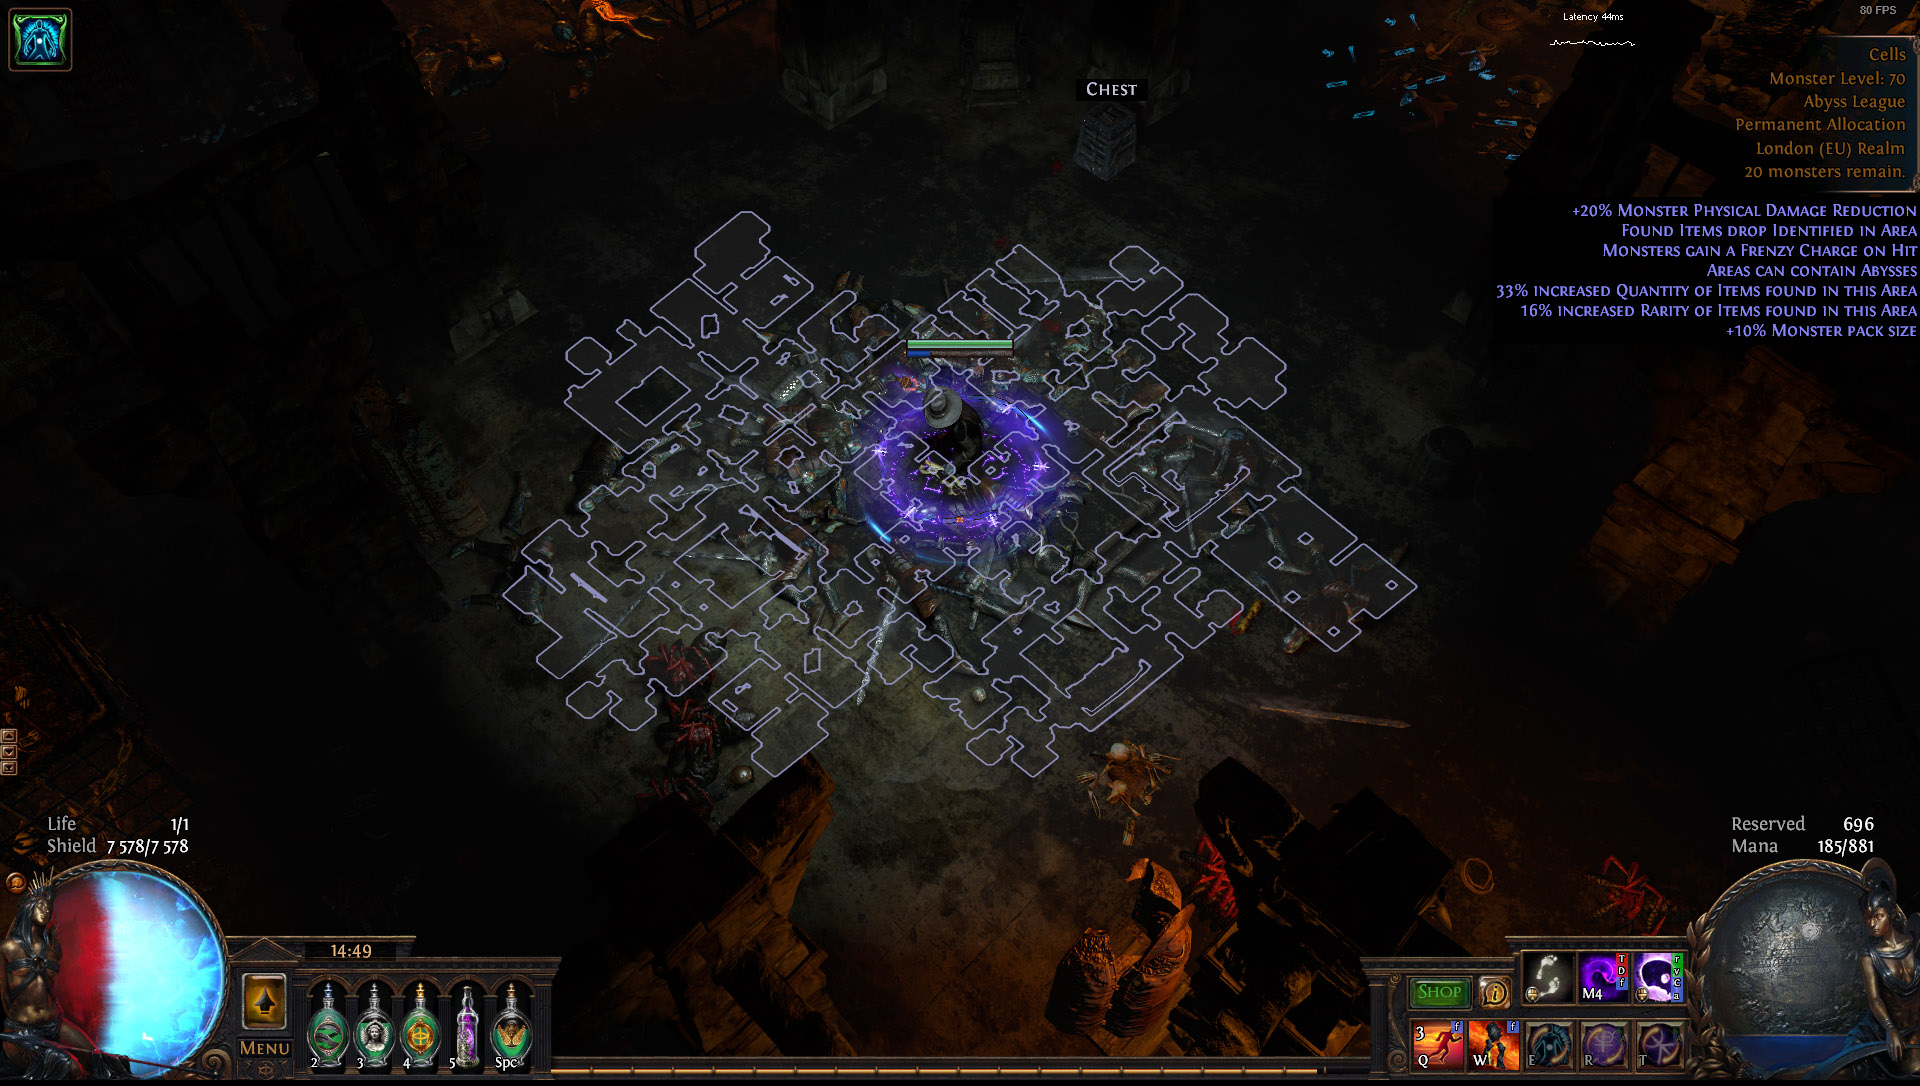 80 FPS
Latency 44ms
Cells
Monster Level: 70
Abyss League
Permanent Allocation
London (EU) Realm
20 monsters remain.
+20% Monster Physical Damage Reduction
Found Items drop Identified in Area
Monsters gain a Frenzy Charge on Hit
Areas can contain Abysses
33% increased Quantity of Items found in this Area
16% increased Rarity of Items found in this Area
+10% Monster pack size
Chest
Life 1/1
Shield 7 578/7 578
Reserved 696
Mana 185/881
14:49
Menu
2 3 4 5 Spc
Shop
M4
T
D
f
r
v
C
a
3
Q
f
W
f
E
R
T